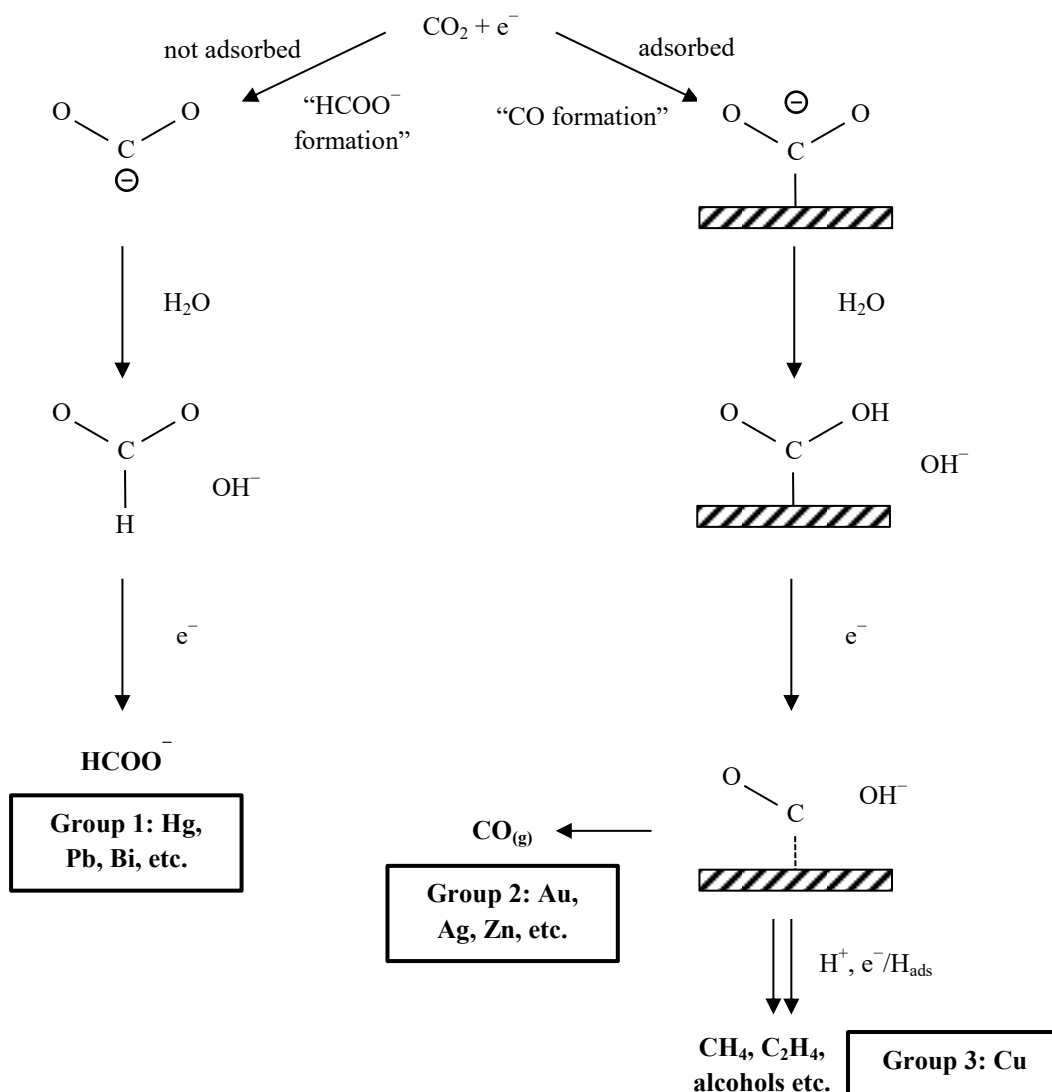 CO₂ + e⁻
not adsorbed
adsorbed
“HCOO⁻
formation”
“CO formation”
O
O
C
⊖
⊖
O
O
C
H₂O
H₂O
O
O
C
H
OH⁻
O
OH
C
OH⁻
e⁻
e⁻
HCOO⁻
Group 1: Hg,
Pb, Bi, etc.
O
C
OH⁻
CO(g)
Group 2: Au,
Ag, Zn, etc.
H⁺, e⁻/Hads
CH₄, C₂H₄,
alcohols etc.
Group 3: Cu